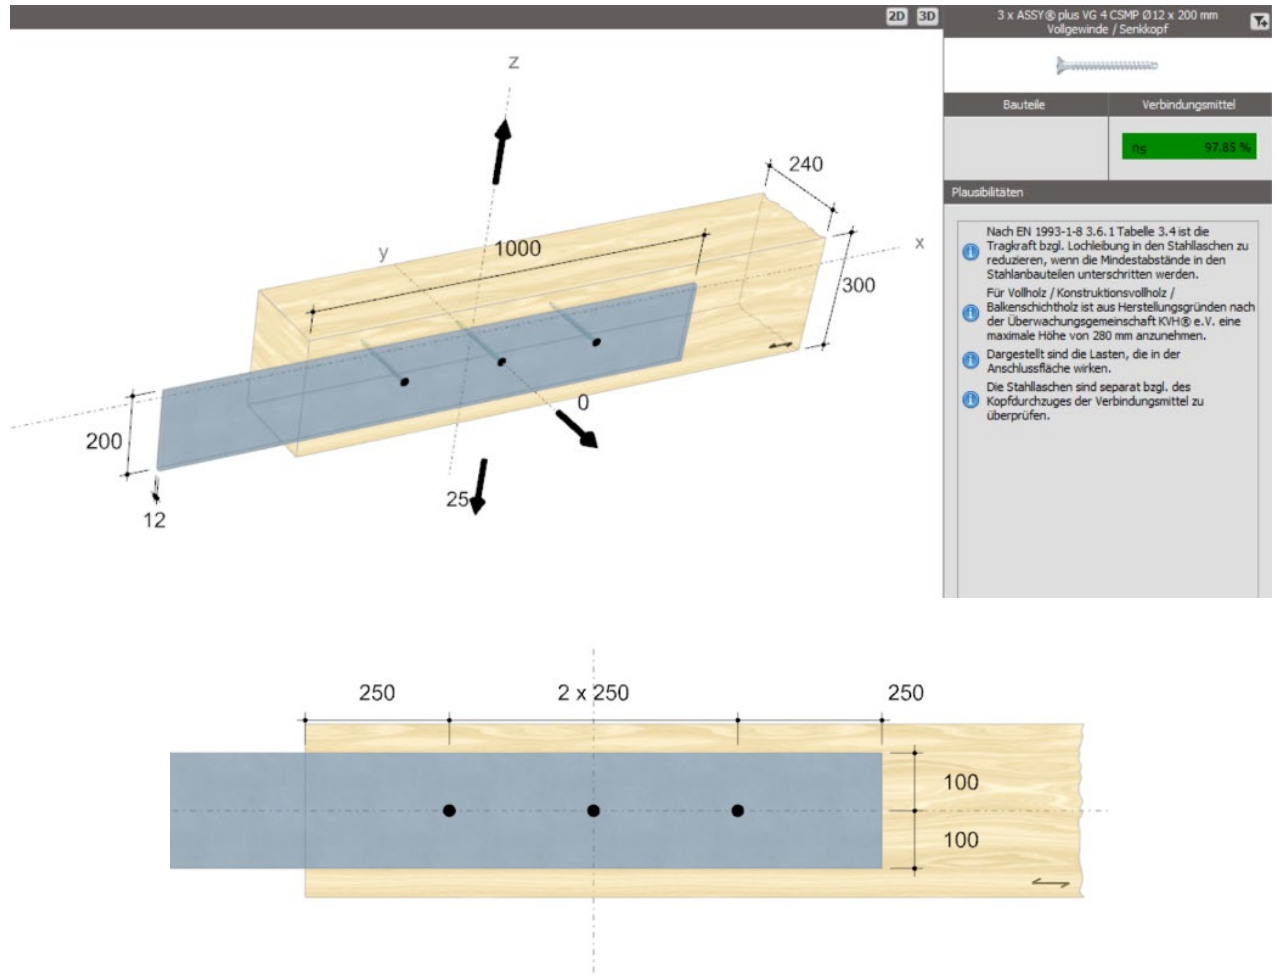 2D 3D
3 x ASSY® plus VG 4 CSMP Ø12 x 200 mm
Vollgewinde / Senkkopf
Bauteile
Verbindungsmittel
ns 97.85 %
Plausibilitäten
Nach EN 1993-1-8 3.6.1 Tabelle 3.4 ist die
Tragkraft bzgl. Lochleibung in den Stahllaschen zu
reduzieren, wenn die Mindestabstände in den
Stahlanbauteilen unterschritten werden.
Für Vollholz / Konstruktionsvollholz /
Balkenschichtholz ist aus Herstellungsgründen nach
der Überwachungsgemeinschaft KVH® e.V. eine
maximale Höhe von 280 mm anzunehmen.
Dargestellt sind die Lasten, die in der
Anschlussfläche wirken.
Die Stahllaschen sind separat bzgl. des
Kopfdurchzuges der Verbindungsmittel zu
überprüfen.
z
240
1000
y
x
300
0
200
25
12
250
2 x 250
250
100
100